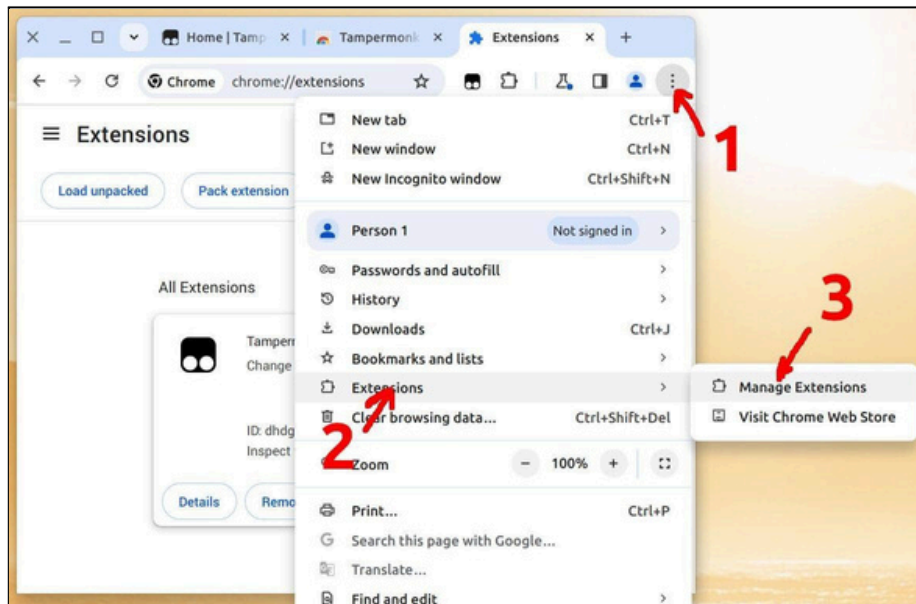 Home | Tamp
Tampermonk
Extensions
Chrome chrome://extensions
1
Extensions
Load unpacked
Pack extension
New tab Ctrl+T
New window Ctrl+N
New Incognito window Ctrl+Shift+N
Person 1 Not signed in
Passwords and autofill
History
Downloads Ctrl+J
Bookmarks and lists
Extensions
Clear browsing data... Ctrl+Shift+Del
Zoom - 100% +
Print... Ctrl+P
Search this page with Google...
Translate...
Find and edit
2
3
Manage Extensions
Visit Chrome Web Store
All Extensions
Tamper
Change
ID: dhdg
Inspect
Details
Remo